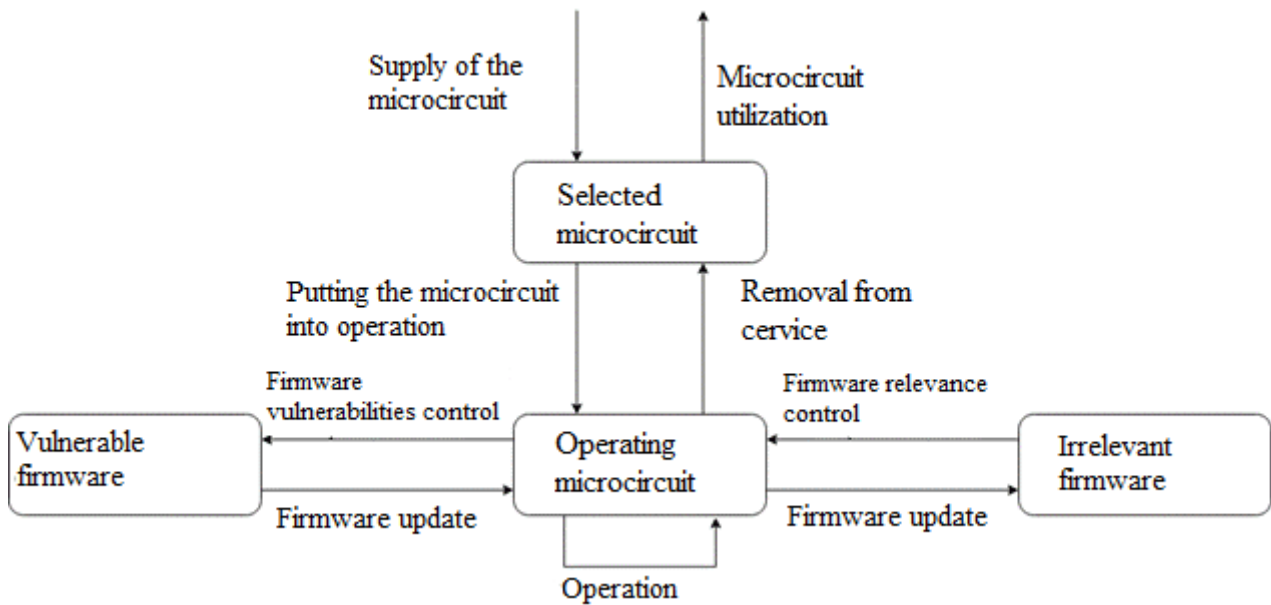 Supply of the
microcircuit
Microcircuit
utilization
Selected
microcircuit
Putting the microcircuit
into operation
Removal from
cervice
Firmware
vulnerabilities control
Firmware relevance
control
Vulnerable
firmware
Operating
microcircuit
Irrelevant
firmware
Firmware update
Firmware update
Operation